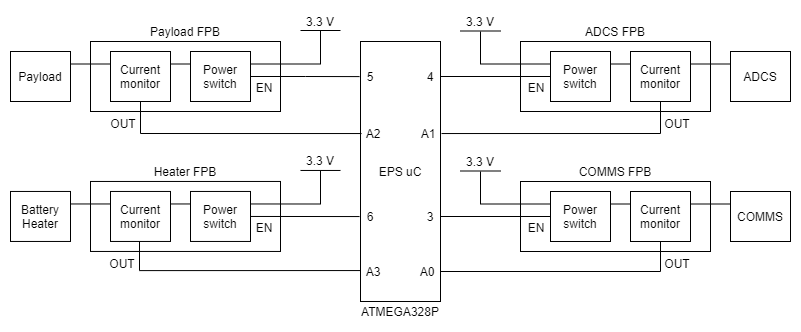 3.3 V
3.3 V
Payload FPB
ADCS FPB
Payload
Current
monitor
Power
switch
EN
5
4
EN
Power
switch
Current
monitor
ADCS
OUT
A2
A1
OUT
3.3 V
3.3 V
Heater FPB
EPS uC
COMMS FPB
Battery
Heater
Current
monitor
Power
switch
EN
6
3
EN
Power
switch
Current
monitor
COMMS
OUT
A3
A0
OUT
ATMEGA328P